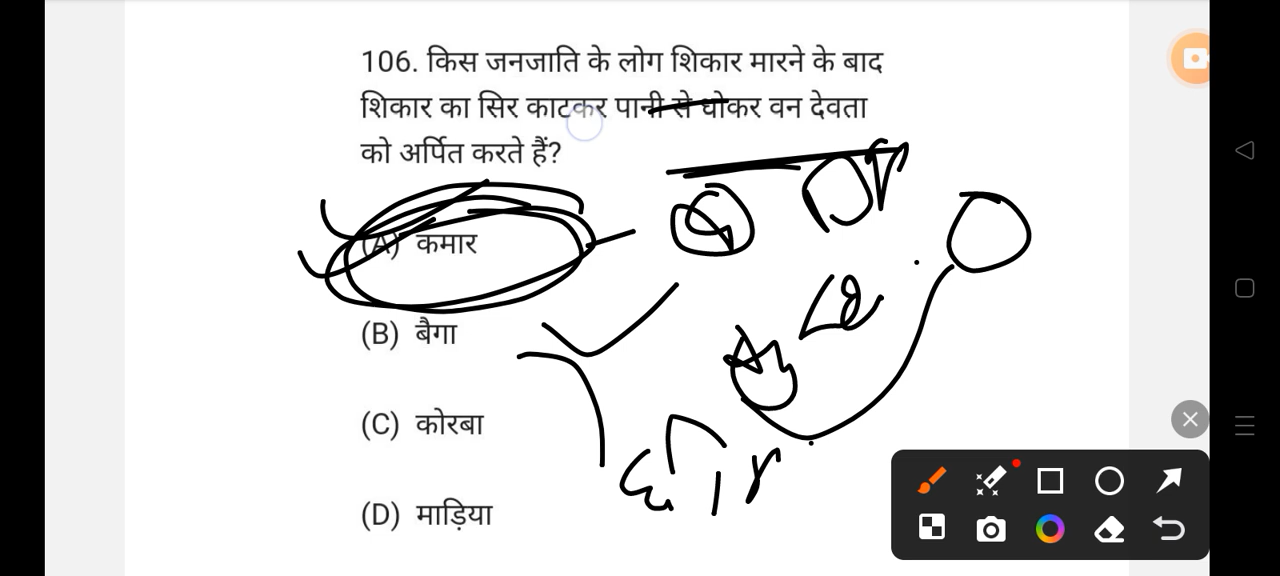 106. किस जनजाति के लोग शिकार मारने के बाद
शिकार का सिर काटकर पानी से धोकर वन देवता
को अर्पित करते हैं?
(A) कमार
(B) बैगा
(C) कोरबा
(D) माड़िया